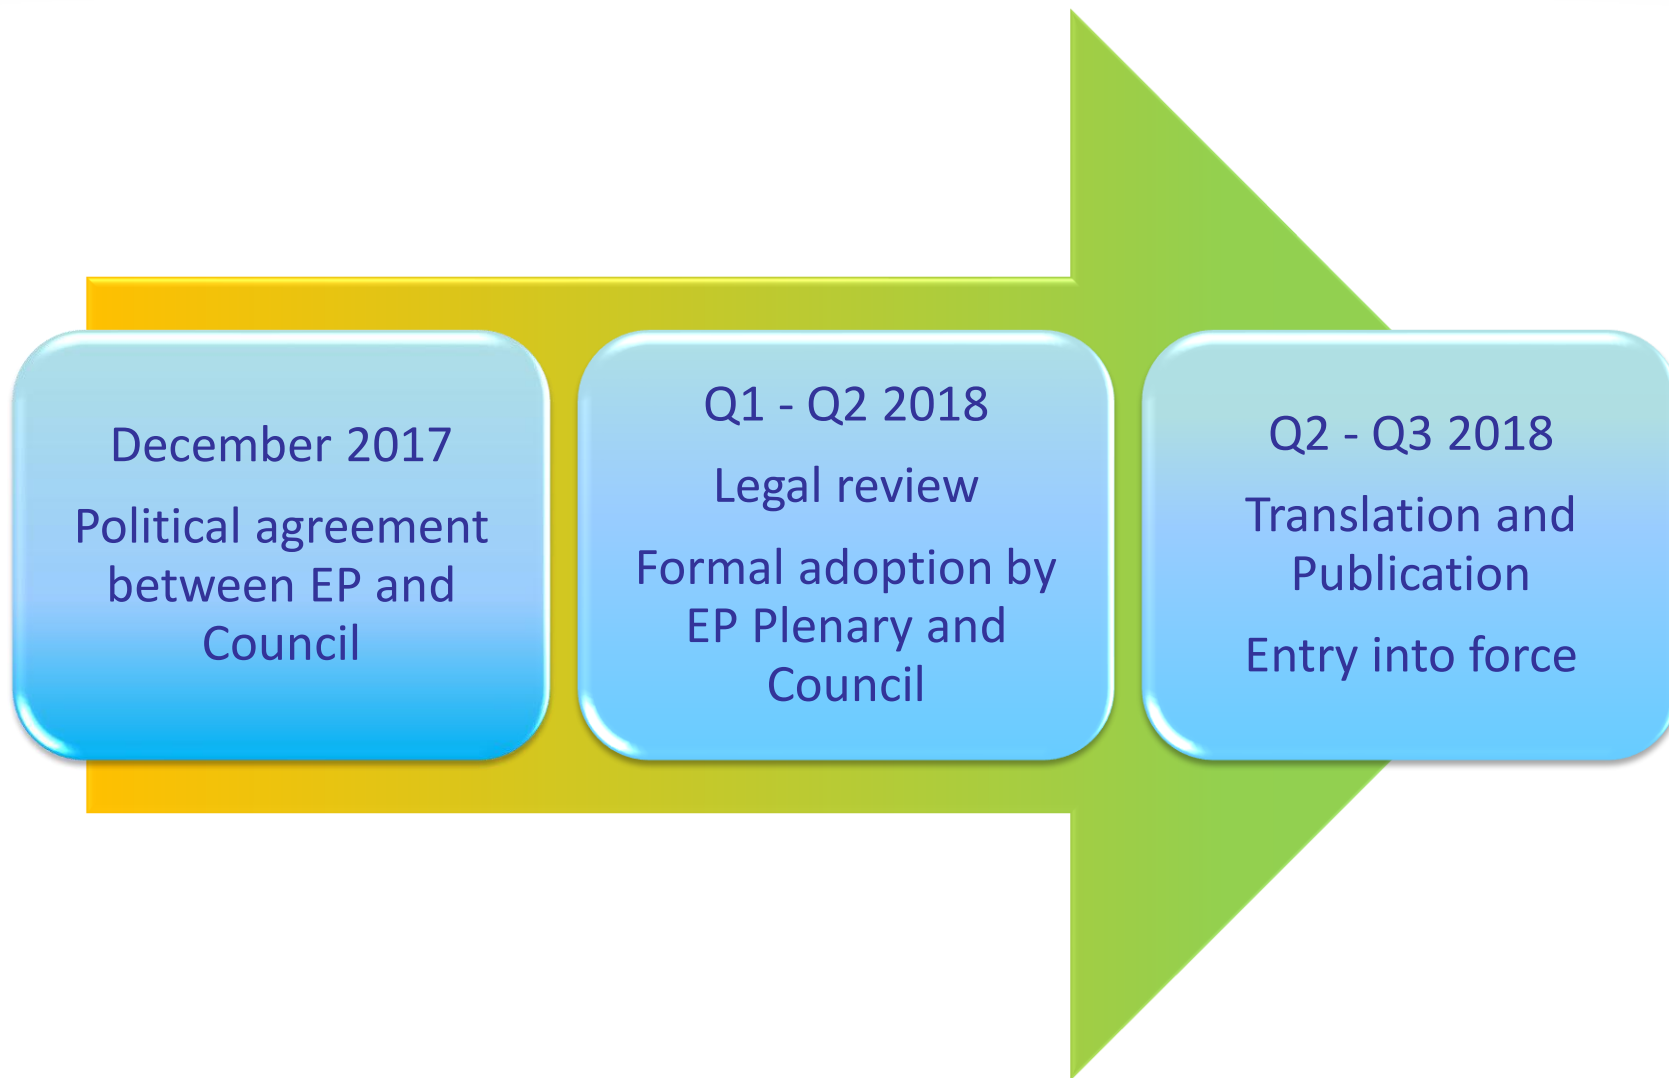 December 2017
Political agreement
between EP and
Council
Q1 - Q2 2018
Legal review
Formal adoption by
EP Plenary and
Council
Q2 - Q3 2018
Translation and
Publication
Entry into force